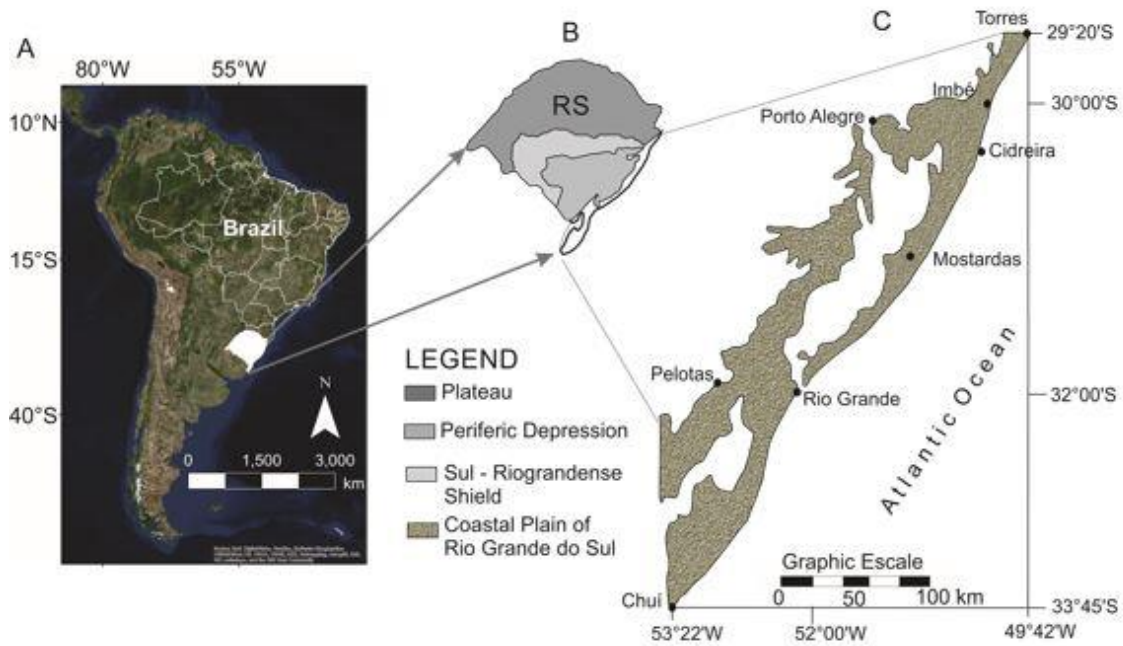 A
80°W 55°W
10°N
15°S
40°S
Brazil
N
0 1,500 3,000
km
B
RS
LEGEND
Plateau
Periferic Depression
Sul - Riograndense
Shield
Coastal Plain of
Rio Grande do Sul
C
Torres
29°20'S
Imbé
30°00'S
Porto Alegre
Cidreira
Mostardas
Pelotas
Rio Grande
32°00'S
Atlantic Ocean
Graphic Escale
0 50 100 km
Chuí
33°45'S
53°22'W 52°00'W 49°42'W